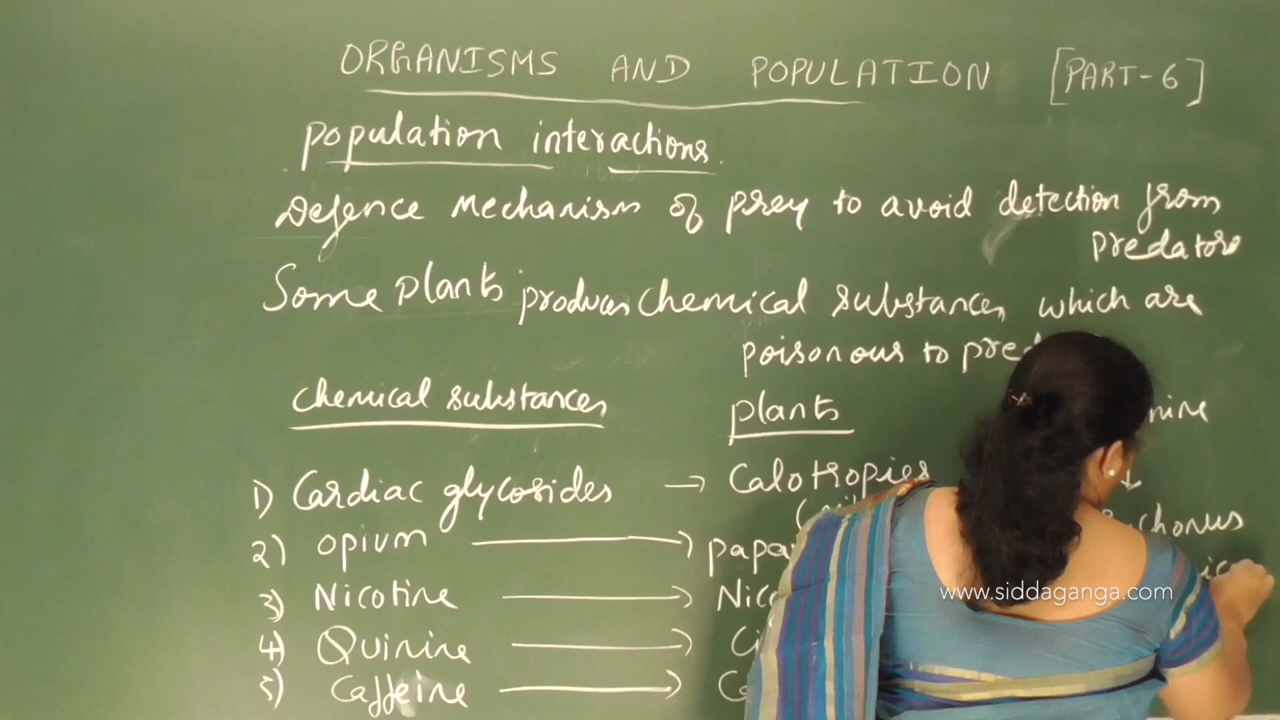 ORGANISMS AND POPULATION [PART-6]
Population interactions.
Defence Mechanism of prey to avoid detection from
predators
Some plants produces chemical substances which are
poisonous to
chemical substances
plants
1) Cardiac glycosides → Calotropies
2) opium →
3) Nicotine →
4) Quinine →
5) Caffeine →
www.siddaganga.com